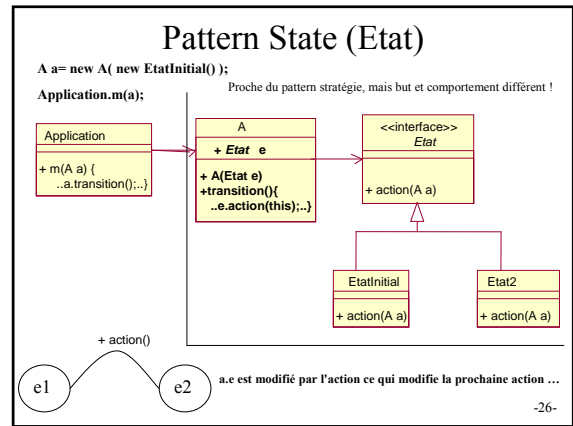 Pattern State (Etat)
A a= new A( new EtatInitial() );
Proche du pattern stratégie, mais but et comportement différent !
Application.m(a);
Application
+ m(A a) {
..a.transition();..}
A
+ Etat e
+ A(Etat e)
+transition(){
..e.action(this);..}
<<interface>>
Etat
+ action(A a)
EtatInitial
+ action(A a)
Etat2
+ action(A a)
+ action()
e1
e2
a.e est modifié par l'action ce qui modifie la prochaine action …
-26-